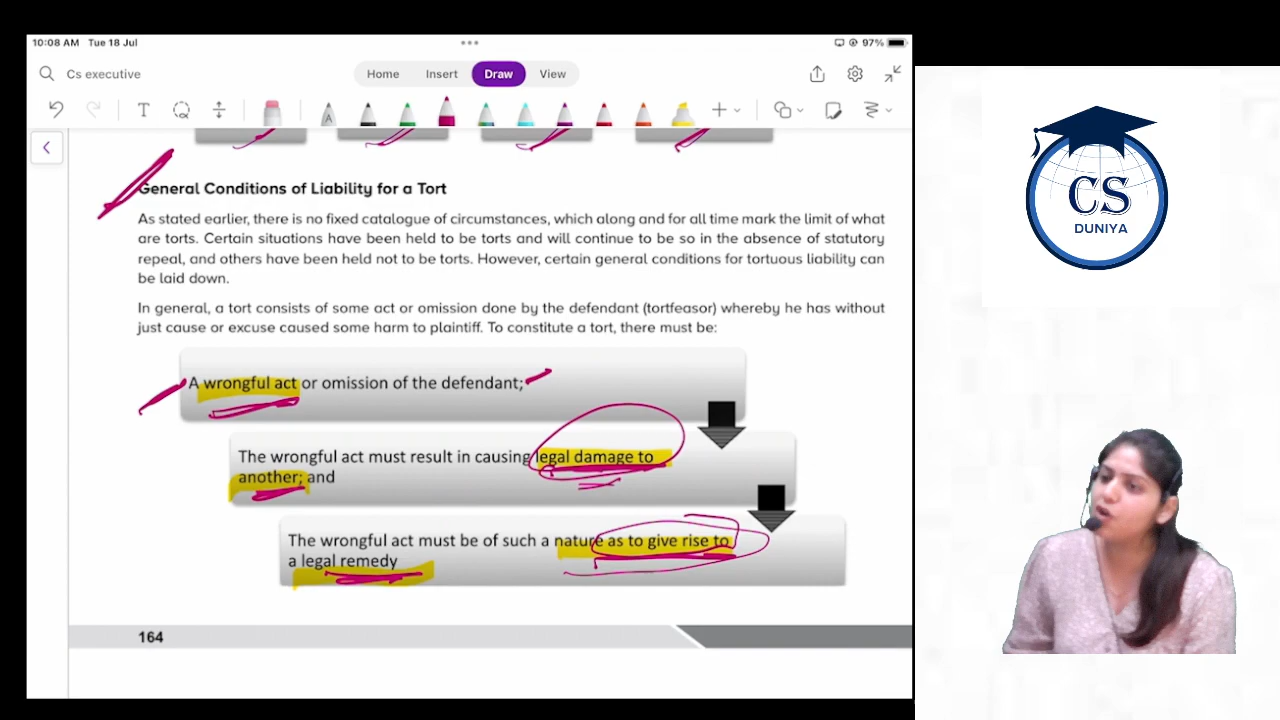 10:08 AM Tue 18 Jul
97%
Cs executive
Home Insert Draw View
T
A
General Conditions of Liability for a Tort
As stated earlier, there is no fixed catalogue of circumstances, which along and for all time mark the limit of what
are torts. Certain situations have been held to be torts and will continue to be so in the absence of statutory
repeal, and others have been held not to be torts. However, certain general conditions for tortuous liability can
be laid down.
In general, a tort consists of some act or omission done by the defendant (tortfeasor) whereby he has without
just cause or excuse caused some harm to plaintiff. To constitute a tort, there must be:
A wrongful act or omission of the defendant;
The wrongful act must result in causing legal damage to
another; and
The wrongful act must be of such a nature as to give rise to
a legal remedy
164
CS
DUNIYA